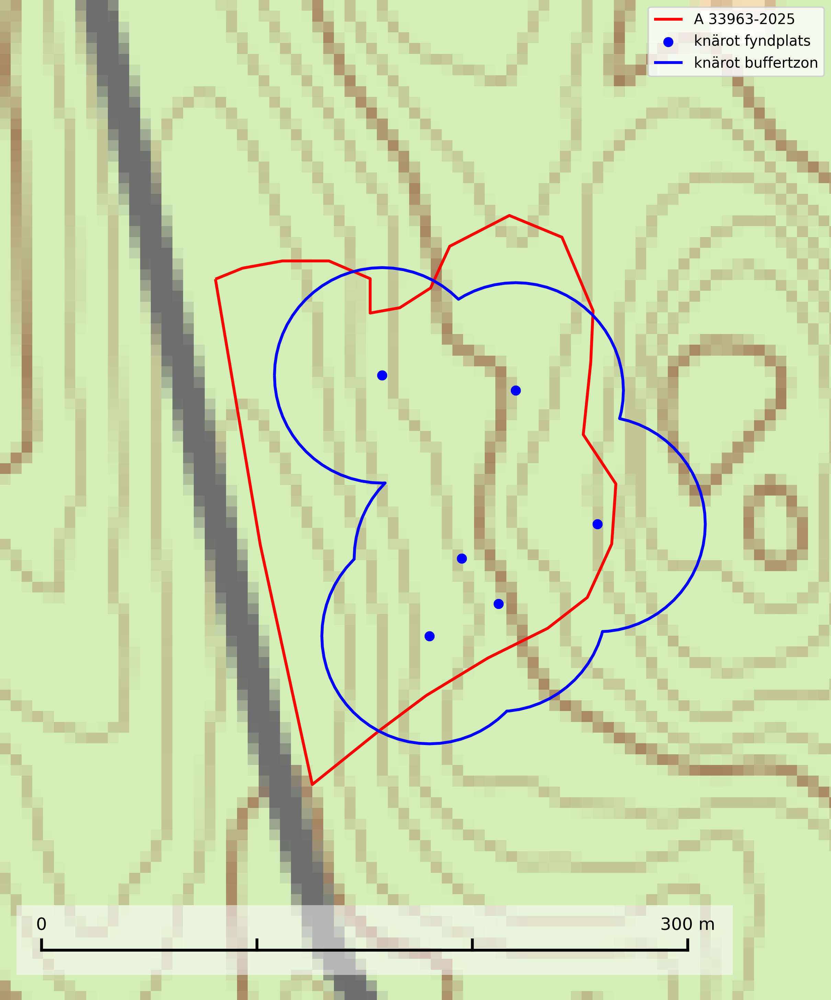 A 33963-2025
knärot fyndplats
knärot buffertzon
0
300 m